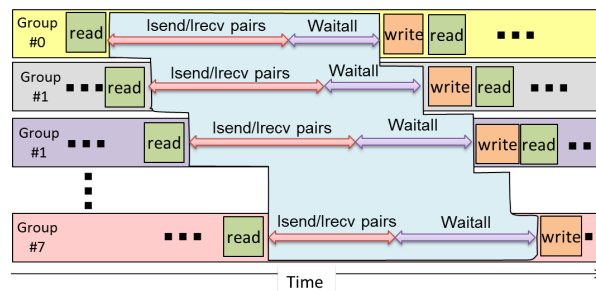 Group #0 read Isend/Irecv pairs Waitall write read
Group #1 read Isend/Irecv pairs Waitall write read
Group #1 read Isend/Irecv pairs Waitall write read
Group #7 read Isend/Irecv pairs Waitall write
Time